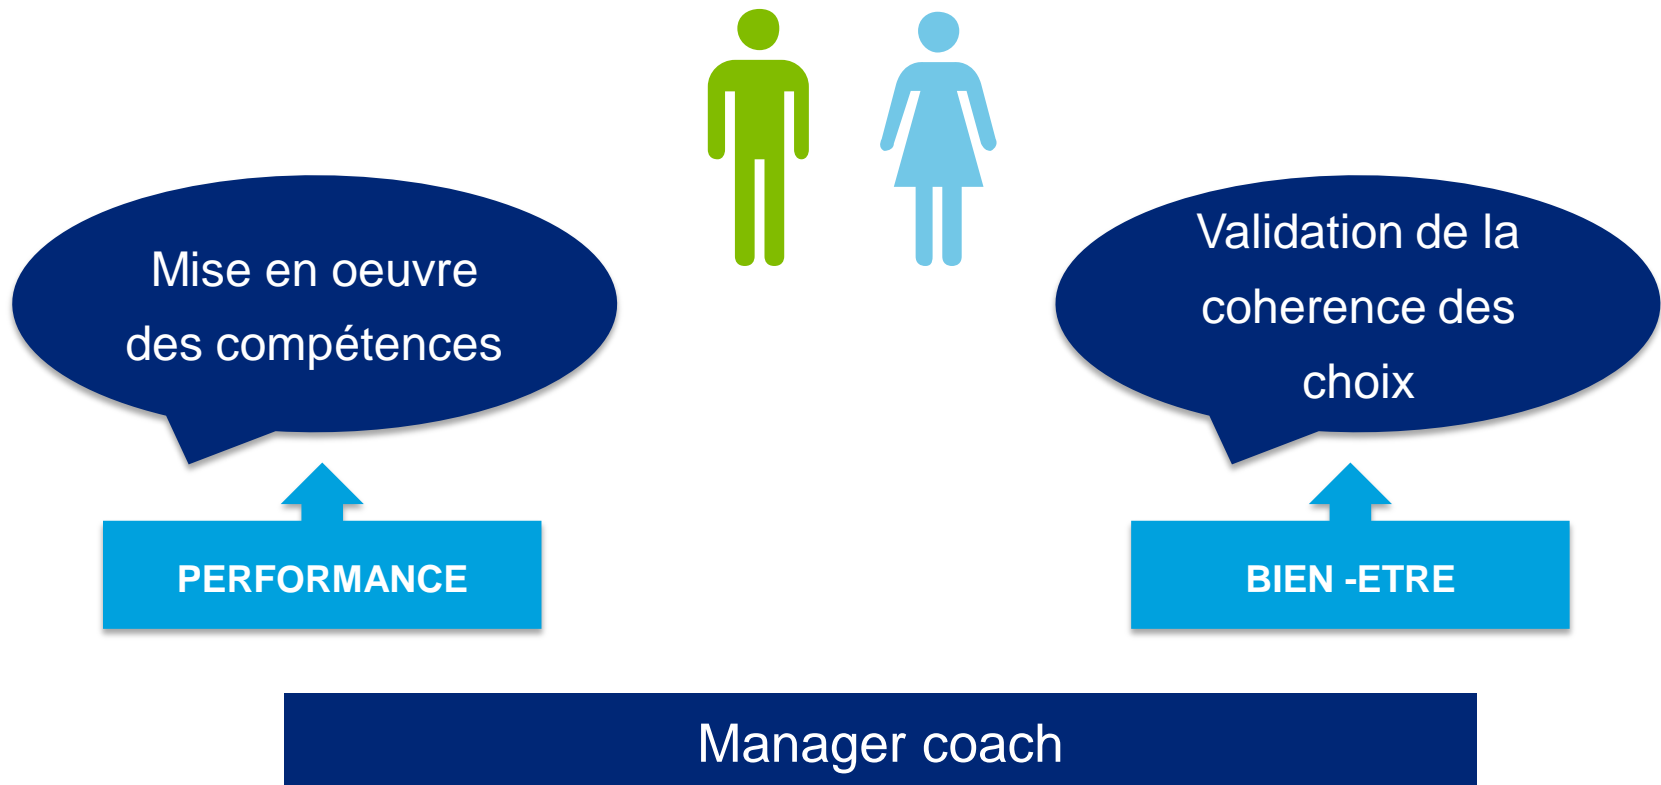 Mise en oeuvre
des compétences
Validation de la
coherence des
choix
PERFORMANCE
BIEN -ETRE
Manager coach